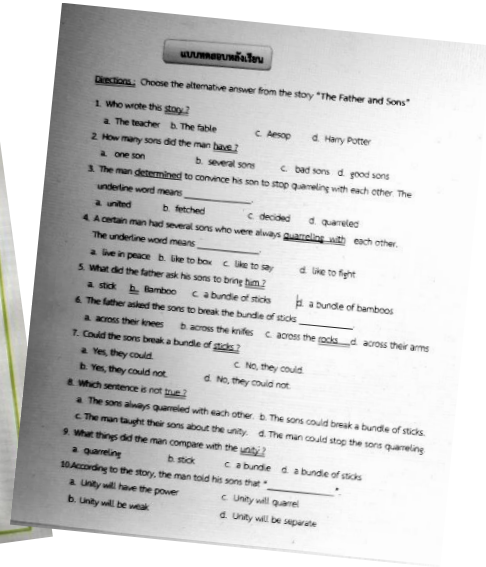 แบบทดสอบหลังเรียน
Directions : Choose the alternative answer from the story "The Father and Sons"
1. Who wrote this story ?
a. The teacher b. The fable c. Aesop d. Harry Potter
2. How many sons did the man have ?
a. one son b. several sons c. bad sons d. good sons
3. The man determined to convince his son to stop quarreling with each other. The
underline word means __________.
a. united b. fetched c. decided d. quarreled
4. A certain man had several sons who were always quarreling with each other.
The underline word means __________.
a. live in peace b. like to box c. like to say d. like to fight
5. What did the father ask his sons to bring him ?
a. stick b. Bamboo c. a bundle of sticks d. a bundle of bamboos
6. The father asked the sons to break the bundle of sticks __________
a. across their knees b. across the knifes c. across the rocks d. across their arms
7. Could the sons break a bundle of sticks ?
a. Yes, they could. c. No, they could
b. Yes, they could not. d. No, they could not.
8. Which sentence is not true ?
a. The sons always quarreled with each other. b. The sons could break a bundle of sticks.
c. The man taught their sons about the unity. d. The man could stop the sons quarreling
9. What things did the man compare with the unity ?
a. quarreling b. stick c. a bundle d. a bundle of sticks
10.According to the story, the man told his sons that "__________".
a. Unity will have the power c. Unity will quarrel
b. Unity will be weak d. Unity will be separate